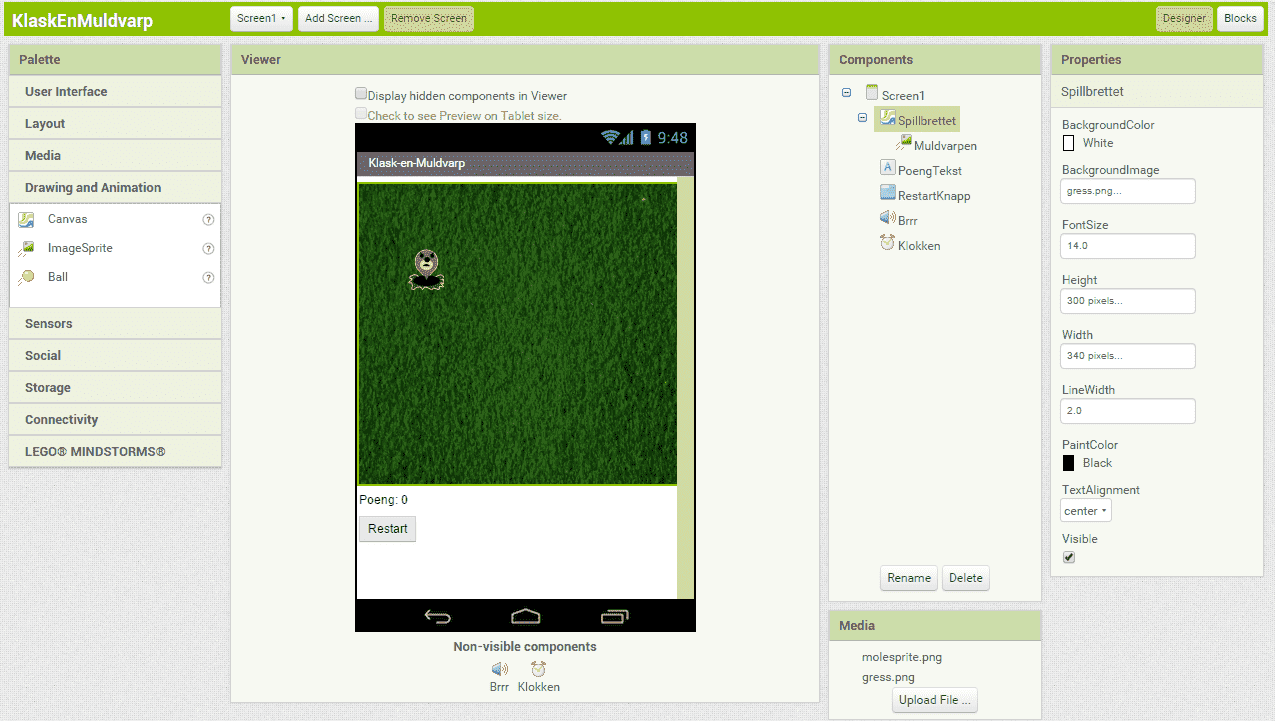 KlaskEnMuldvarp
Screen1
Add Screen ...
Remove Screen
Designer
Blocks
Palette
User Interface
Layout
Media
Drawing and Animation
Canvas ?
ImageSprite ?
Ball ?
Sensors
Social
Storage
Connectivity
LEGO® MINDSTORMS®
Viewer
Display hidden components in Viewer
Check to see Preview on Tablet size.
9:48
Klask-en-Muldvarp
Poeng: 0
Restart
Non-visible components
Brrr
Klokken
Components
Screen1
Spillbrettet
Muldvarpen
A PoengTekst
RestartKnapp
Brrr
Klokken
Rename
Delete
Media
molesprite.png
gress.png
Upload File ...
Properties
Spillbrettet
BackgroundColor
White
BackgroundImage
gress.png...
FontSize
14.0
Height
300 pixels...
Width
340 pixels...
LineWidth
2.0
PaintColor
Black
TextAlignment
center
Visible